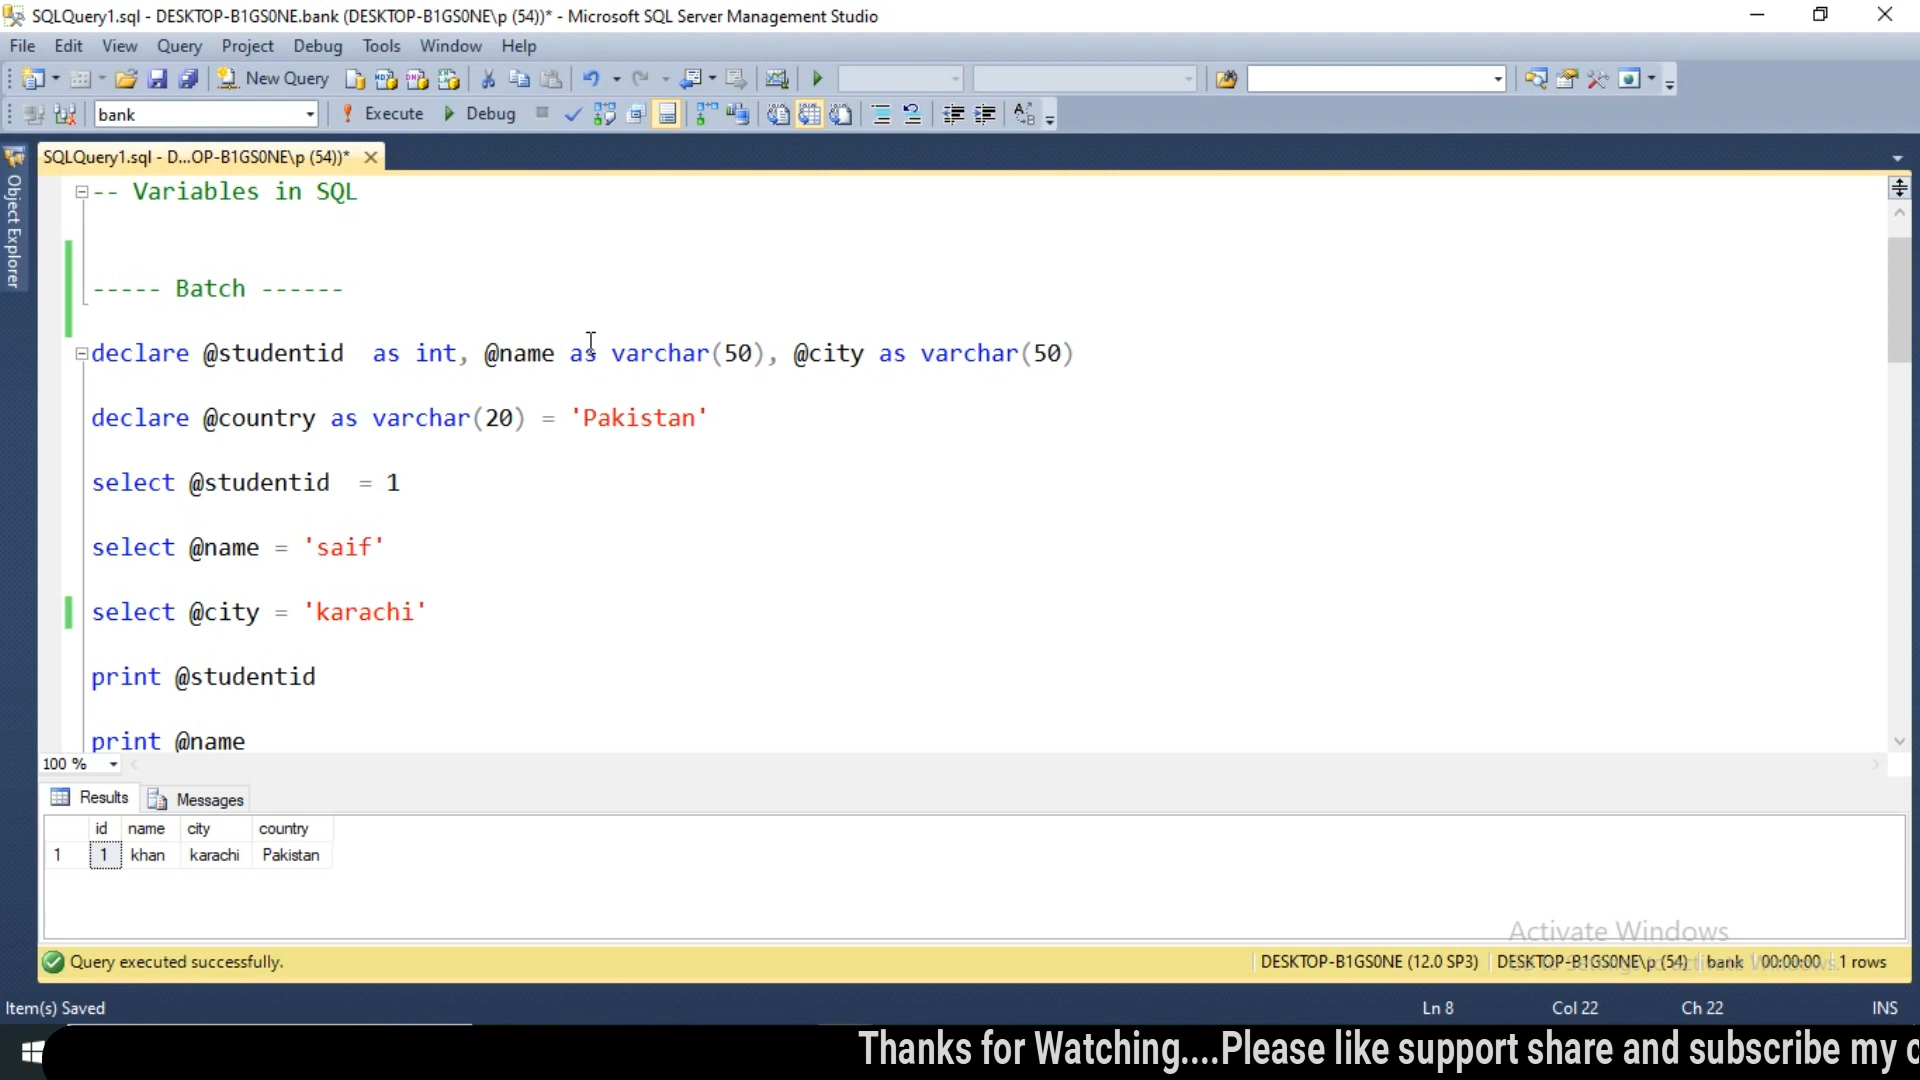 SQLQuery1.sql - DESKTOP-B1GS0NE.bank (DESKTOP-B1GS0NE\p (54))* - Microsoft SQL Server Management Studio
File Edit View Query Project Debug Tools Window Help
New Query
bank Execute Debug
Object Explorer
SQLQuery1.sql - D...OP-B1GS0NE\p (54))*
-- Variables in SQL
----- Batch ------
declare @studentid  as int, @name as varchar(50), @city as varchar(50)
declare @country as varchar(20) = 'Pakistan'
select @studentid  = 1
select @name = 'saif'
select @city = 'karachi'
print @studentid
print @name
100 %
Results Messages
id name city country
1 1 khan karachi Pakistan
Activate Windows
Query executed successfully. DESKTOP-B1GS0NE (12.0 SP3) DESKTOP-B1GS0NE\p (54) bank 00:00:00 1 rows
Item(s) Saved Ln 8 Col 22 Ch 22 INS
Thanks for Watching....Please like support share and subscribe my c